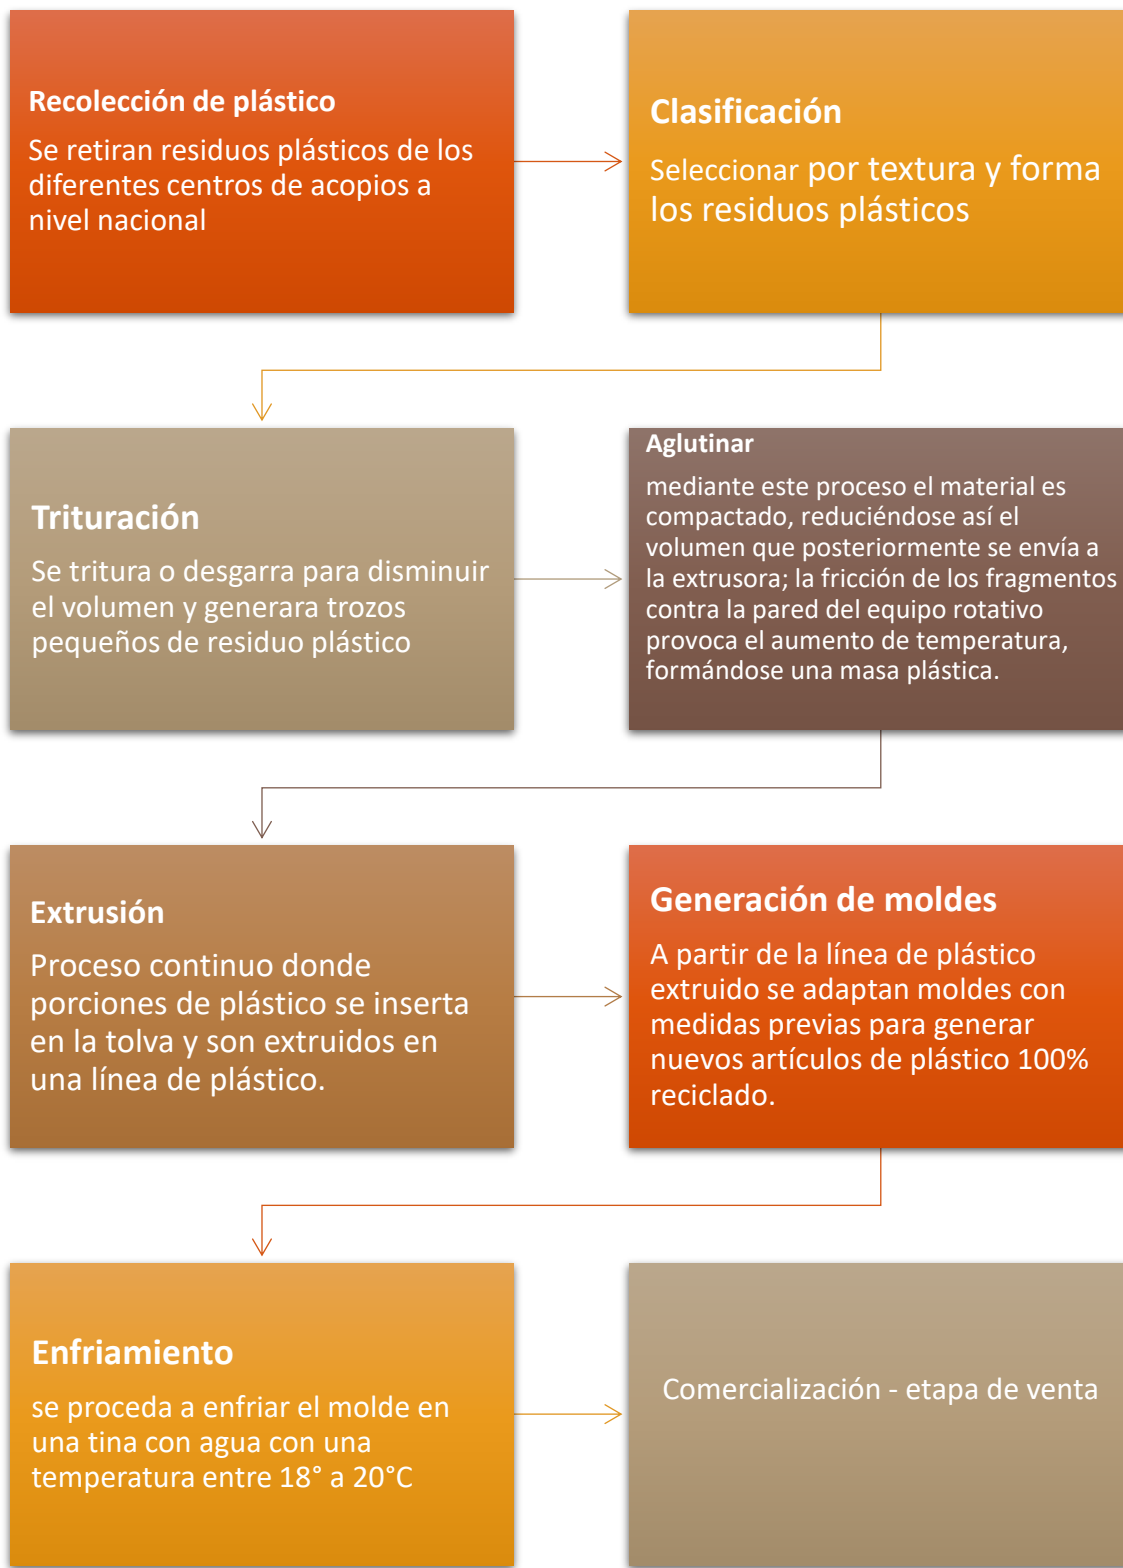 Recolección de plástico
Se retiran residuos plásticos de los
diferentes centros de acopios a
nivel nacional
Clasificación
Seleccionar por textura y forma
los residuos plásticos
Trituración
Se tritura o desgarra para disminuir
el volumen y generara trozos
pequeños de residuo plástico
Aglutinar
mediante este proceso el material es
compactado, reduciéndose así el
volumen que posteriormente se envía a
la extrusora; la fricción de los fragmentos
contra la pared del equipo rotativo
provoca el aumento de temperatura,
formándose una masa plástica.
Extrusión
Proceso continuo donde
porciones de plástico se inserta
en la tolva y son extruidos en
una línea de plástico.
Generación de moldes
A partir de la línea de plástico
extruido se adaptan moldes con
medidas previas para generar
nuevos artículos de plástico 100%
reciclado.
Enfriamiento
se proceda a enfriar el molde en
una tina con agua con una
temperatura entre 18° a 20°C
Comercialización - etapa de venta